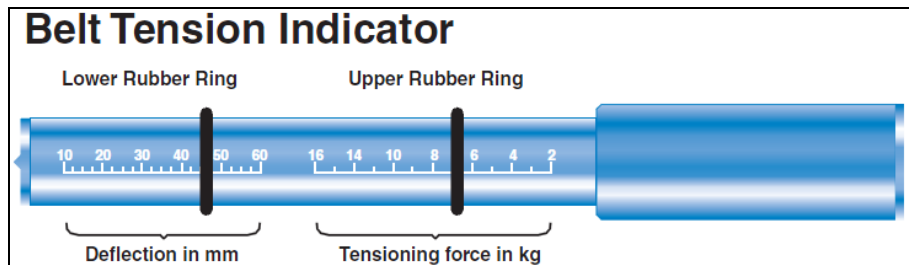 Belt Tension Indicator
Lower Rubber Ring Upper Rubber Ring
10 20 30 40 50 60 16 14 10 8 6 4 2
Deflection in mm Tensioning force in kg